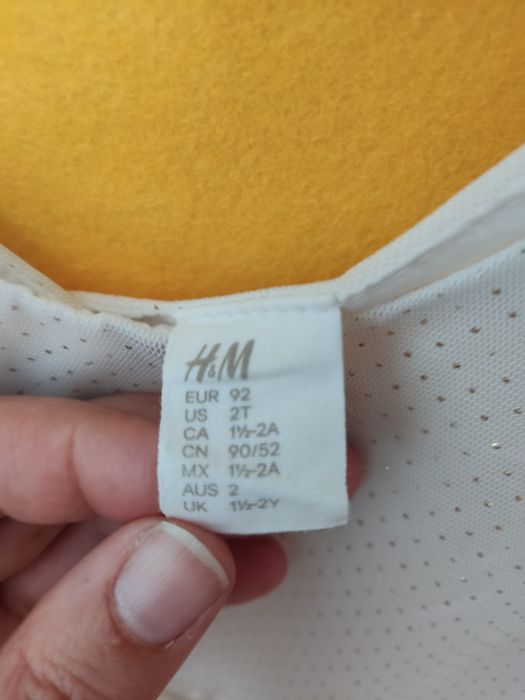 H&M
EUR 92
US 2T
CA 1½-2A
CN 90/52
MX 1½-2A
AUS 2
UK 1½-2Y